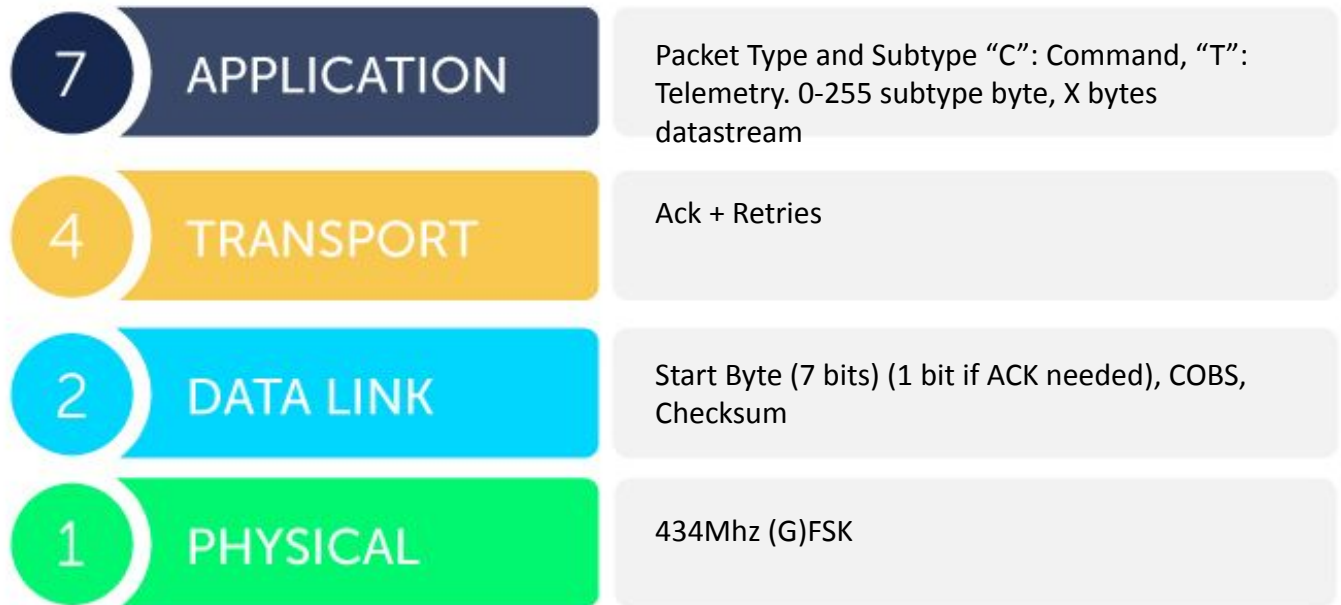 7 APPLICATION
Packet Type and Subtype “C”: Command, “T”:
Telemetry. 0-255 subtype byte, X bytes
datastream
4 TRANSPORT
Ack + Retries
2 DATA LINK
Start Byte (7 bits) (1 bit if ACK needed), COBS,
Checksum
1 PHYSICAL
434Mhz (G)FSK